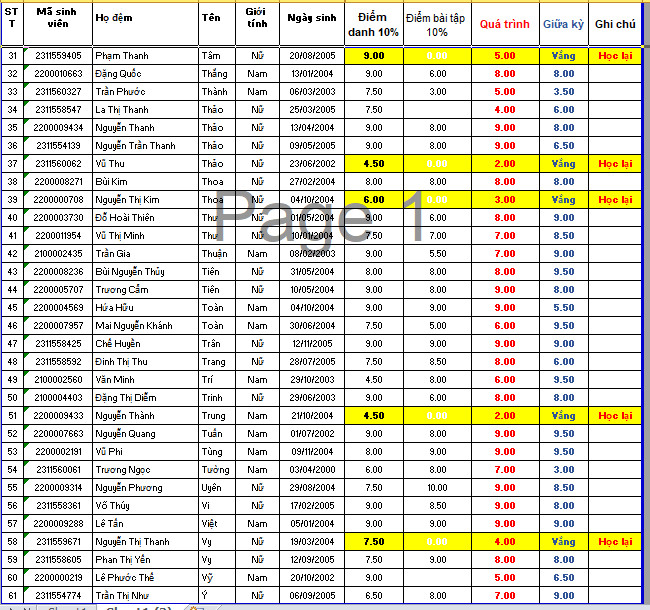 STT Mã sinh viên Họ đệm Tên Giới tính Ngày sinh Điểm danh 10% Điểm bài tập 10% Quá trình Giữa kỳ Ghi chú
31 2311559405 Phạm Thanh Tâm Nữ 20/08/2005 9.00 0.00 5.00 Vắng Học lại
32 2200010663 Đặng Quốc Thắng Nam 13/01/2004 9.00 6.00 8.00 8.00
33 2311560327 Trần Phước Thành Nam 06/03/2003 7.50 3.00 5.00 3.50
34 2311558547 La Thị Thanh Thảo Nữ 25/03/2005 7.50 4.00 6.00
35 2200009434 Nguyễn Thanh Thảo Nữ 13/04/2004 9.00 8.00 9.00 8.00
36 2311554139 Nguyễn Trần Thanh Thảo Nữ 09/05/2005 9.00 8.00 9.00 6.50
37 2311560062 Vũ Thu Thảo Nữ 23/06/2002 4.50 0.00 2.00 Vắng Học lại
38 2200008271 Bùi Kim Thoa Nữ 27/02/2004 8.00 8.00 8.00 8.00
39 2200000708 Nguyễn Thị Kim Thoa Nữ 04/10/2004 6.00 0.00 3.00 Vắng Học lại
40 2200003730 Đỗ Hoài Thiên Thư Nữ 01/05/2004 9.00 6.00 8.00 9.00
41 2200011954 Vũ Thị Minh Thư Nữ 10/01/2004 7.50 7.00 7.00 8.50
42 2100002435 Trần Gia Thuận Nam 08/02/2003 9.00 5.50 7.00 9.00
43 2200008236 Bùi Nguyễn Thủy Tiên Nữ 31/05/2004 8.00 8.00 8.00 9.50
44 2200005707 Trương Cẩm Tiên Nữ 10/05/2004 9.00 8.00 9.00 8.00
45 2200004569 Hứa Hữu Toàn Nam 04/10/2004 9.00 9.00 9.00 5.50
46 2200007957 Mai Nguyễn Khánh Toàn Nam 30/06/2004 7.50 5.00 6.00 9.50
47 2311558425 Chế Huyền Trân Nữ 12/11/2005 9.00 9.00 9.00 9.50
48 2311558592 Đinh Thị Thu Trang Nữ 28/07/2005 7.50 8.50 8.00 6.00
49 2100002560 Văn Minh Trí Nam 29/10/2003 4.50 8.00 6.00 9.50
50 2100004403 Đặng Thị Diễm Trinh Nữ 29/06/2003 9.00 6.00 8.00 8.00
51 2200009433 Nguyễn Thành Trung Nam 21/10/2004 4.50 0.00 2.00 Vắng Học lại
52 2200007663 Nguyễn Quang Tuấn Nam 01/07/2002 9.00 8.00 9.00 9.50
53 2200002191 Vũ Phi Tùng Nam 09/11/2004 8.00 9.00 9.00 9.50
54 2311560061 Trương Ngọc Tưởng Nam 03/04/2000 6.00 8.00 7.00 3.00
55 2200009314 Nguyễn Phương Uyên Nữ 29/08/2004 7.50 10.00 9.00 8.50
56 2311558361 Võ Thúy Vi Nữ 17/02/2005 9.00 8.50 9.00 8.00
57 2200009288 Lê Tấn Việt Nam 05/01/2004 9.00 9.00 9.00 9.00
58 2311559671 Nguyễn Thị Thanh Vy Nữ 19/03/2004 7.50 0.00 4.00 Vắng Học lại
59 2311558605 Phan Thị Yến Vy Nữ 12/09/2005 7.50 9.00 8.00 8.00
60 2200000219 Lê Phước Thế Vỹ Nam 20/10/2002 9.00 5.00 6.50
61 2311554774 Trần Thị Như Ý Nữ 06/09/2005 6.50 8.00 7.00 9.00
Page 1